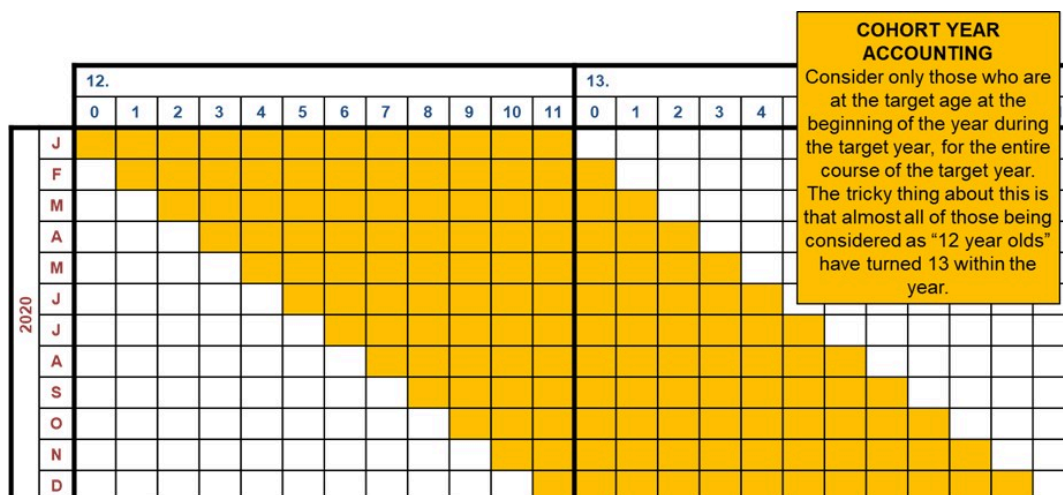 COHORT YEAR
ACCOUNTING
Consider only those who are
at the target age at the
beginning of the year during
the target year, for the entire
course of the target year.
The tricky thing about this is
that almost all of those being
considered as “12 year olds”
have turned 13 within the
year.
12. 13.
0 1 2 3 4 5 6 7 8 9 10 11 0 1 2 3 4
2020
J
F
M
A
M
J
J
A
S
O
N
D